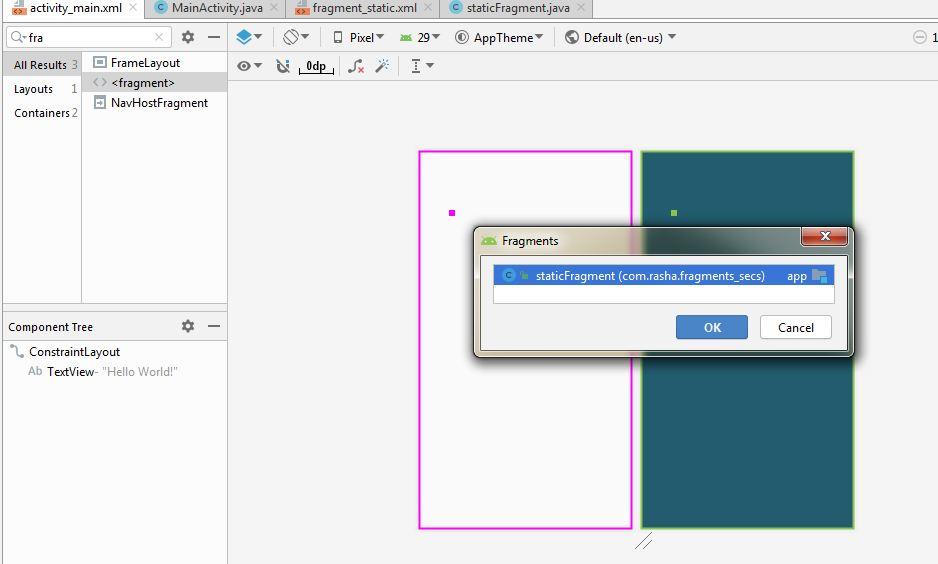 activity_main.xml MainActivity.java fragment_static.xml staticFragment.java
fra Pixel 29 AppTheme Default (en-us) 1
All Results 3 FrameLayout 0dp
<fragment>
Layouts 1
NavHostFragment
Containers 2
Fragments
C staticFragment (com.rasha.fragments_secs) app
OK Cancel
Component Tree
ConstraintLayout
Ab TextView- "Hello World!"